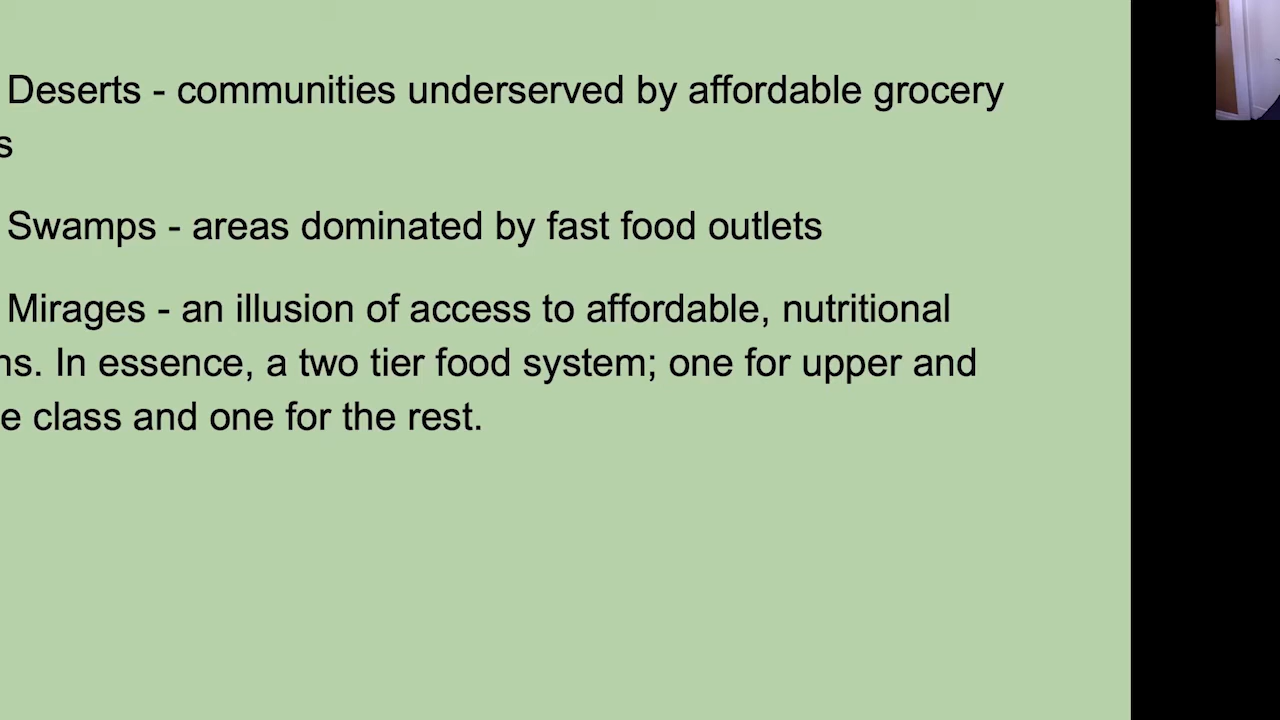 Deserts - communities underserved by affordable grocery
s
Swamps - areas dominated by fast food outlets
Mirages - an illusion of access to affordable, nutritional
ns. In essence, a two tier food system; one for upper and
e class and one for the rest.